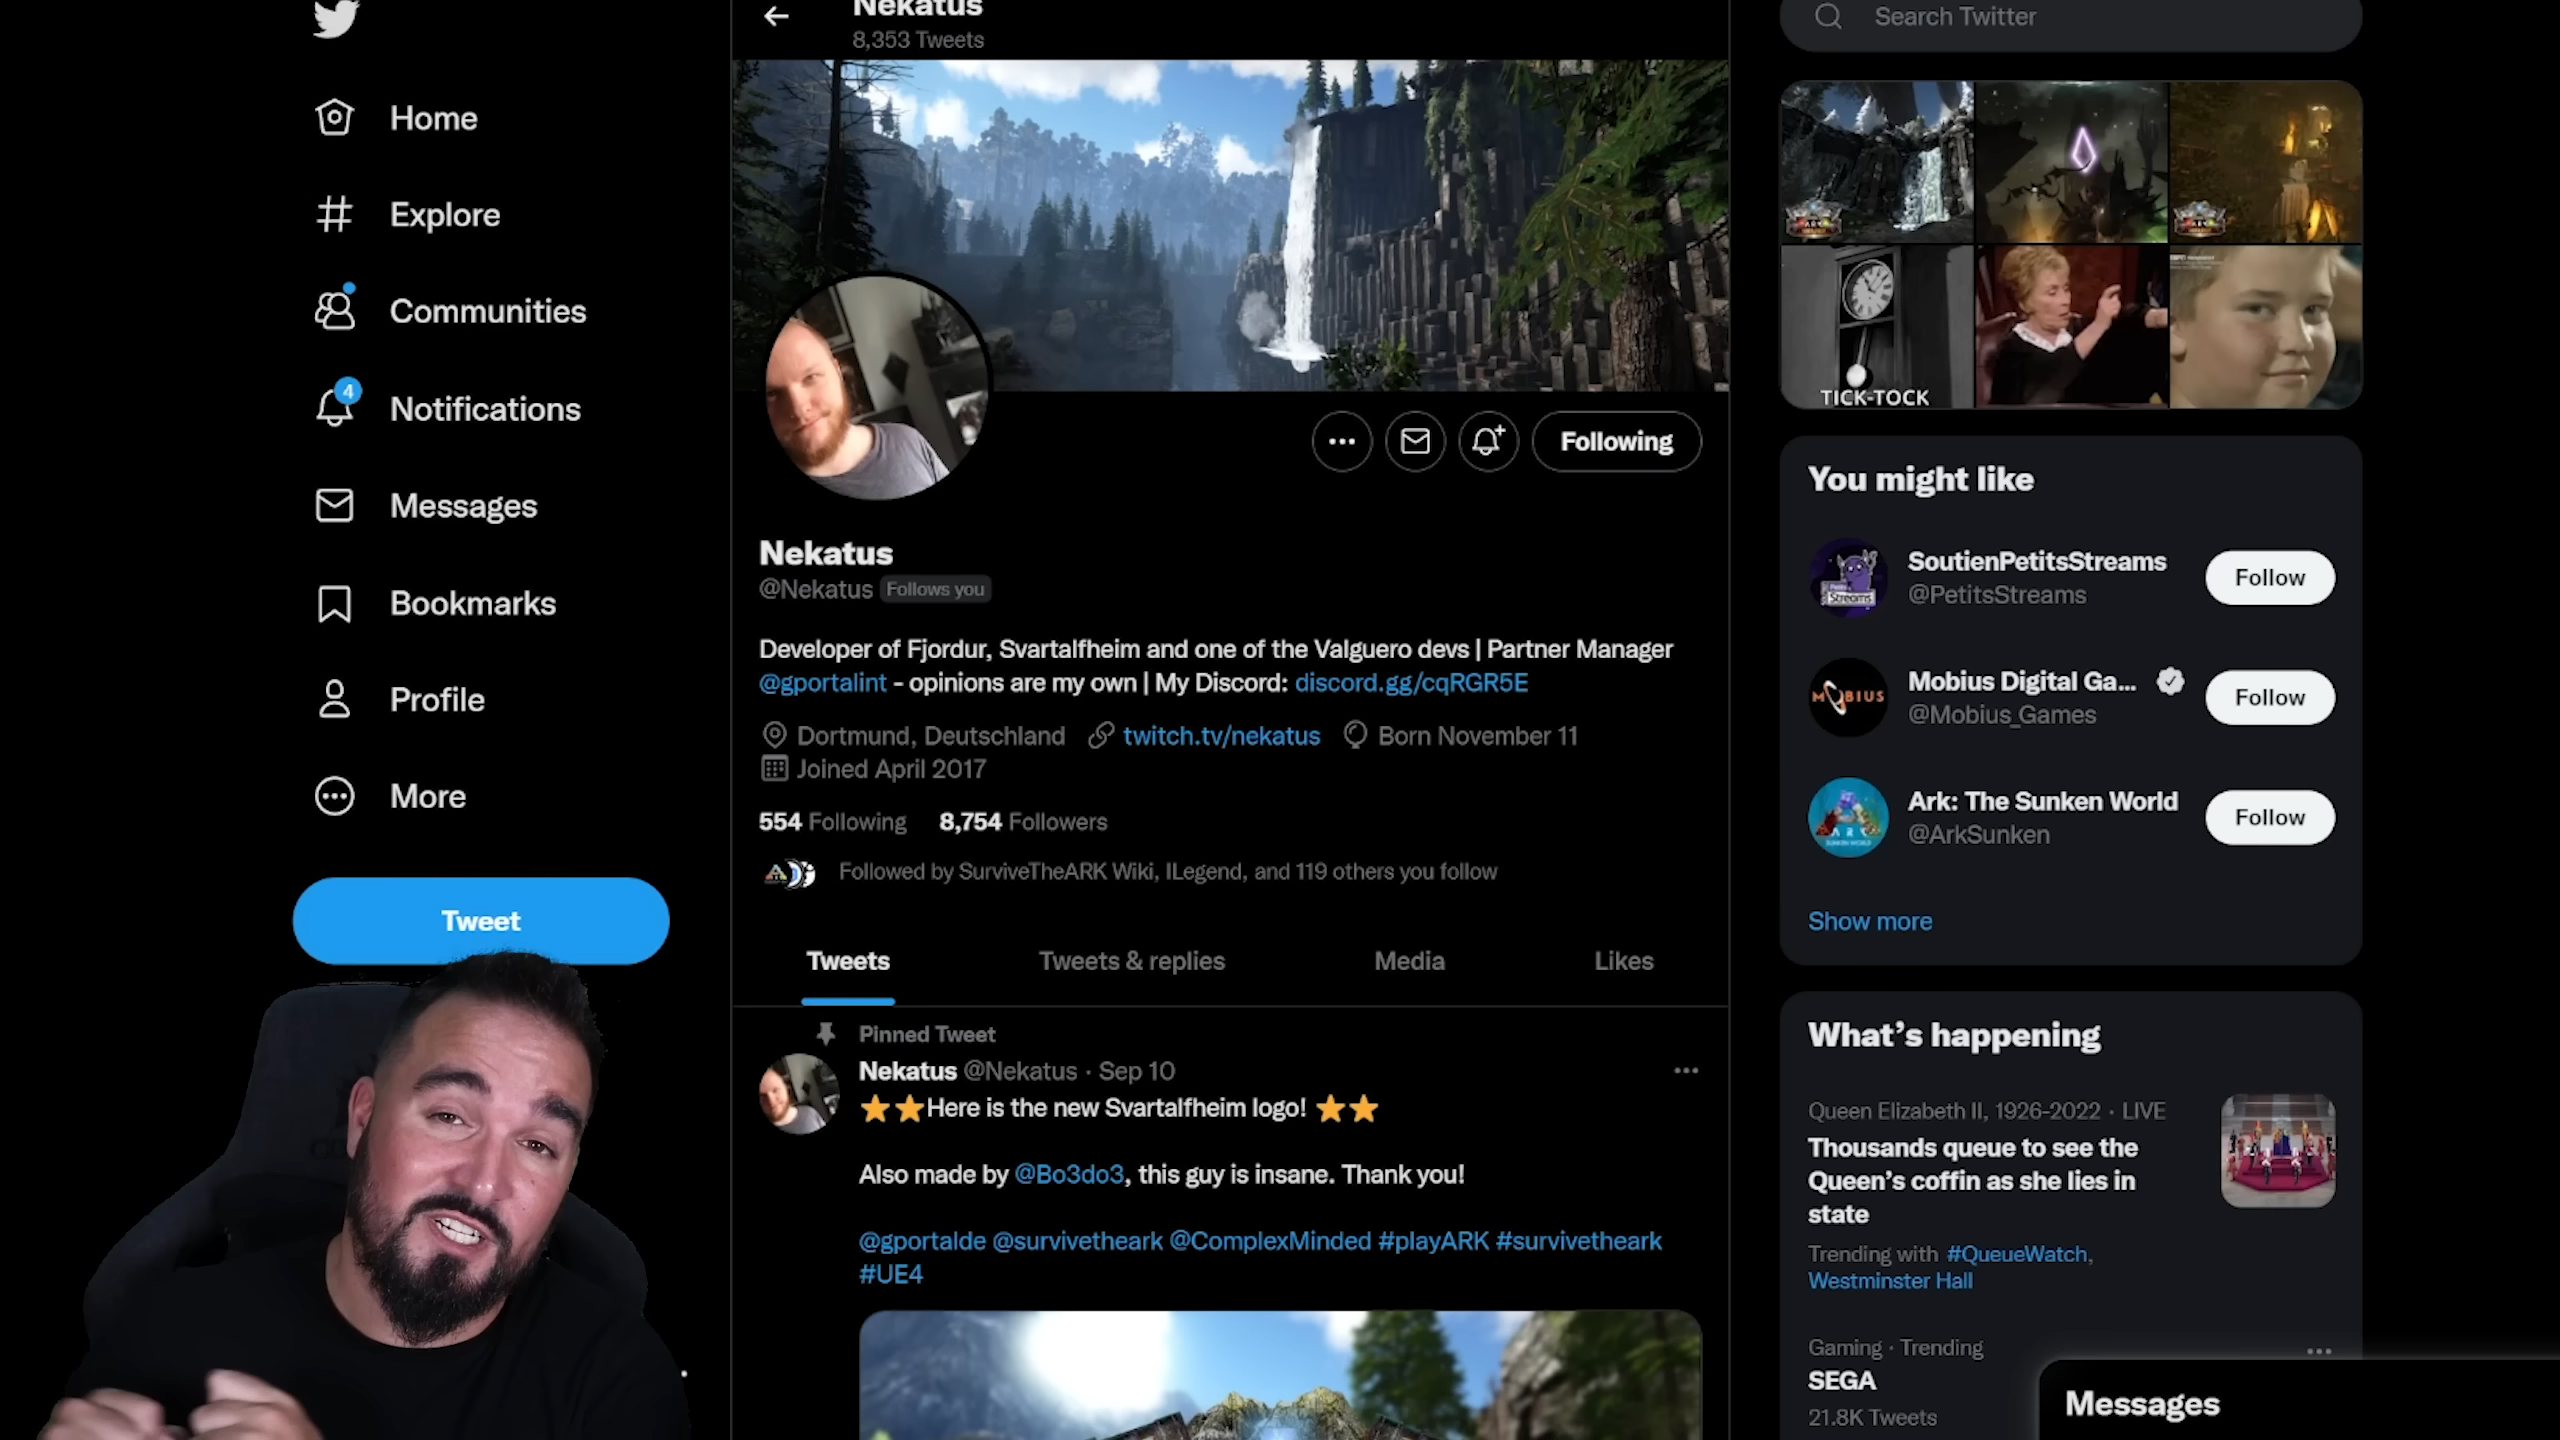 Nekatus
8,353 Tweets
Search Twitter
Home
Explore
Communities
4
Notifications
Messages
Bookmarks
Profile
More
Tweet
Following
Nekatus
@Nekatus Follows you
Developer of Fjordur, Svartalfheim and one of the Valguero devs | Partner Manager
@gportalint - opinions are my own | My Discord: discord.gg/cqRGR5E
Dortmund, Deutschland twitch.tv/nekatus Born November 11
Joined April 2017
554 Following 8,754 Followers
Followed by SurviveTheARK Wiki, ILegend, and 119 others you follow
Tweets Tweets & replies Media Likes
Pinned Tweet
Nekatus @Nekatus · Sep 10
⭐⭐Here is the new Svartalfheim logo! ⭐⭐
Also made by @Bo3do3, this guy is insane. Thank you!
@gportalde @survivetheark @ComplexMinded #playARK #survivetheark
#UE4
TICK-TOCK
You might like
SoutienPetitsStreams
@PetitsStreams
Follow
MOBIUS
Mobius Digital Ga...
@Mobius_Games
Follow
Ark: The Sunken World
@ArkSunken
Follow
Show more
What's happening
Queen Elizabeth II, 1926-2022 · LIVE
Thousands queue to see the
Queen's coffin as she lies in
state
Trending with #QueueWatch,
Westminster Hall
Gaming · Trending
SEGA
21.8K Tweets
Messages